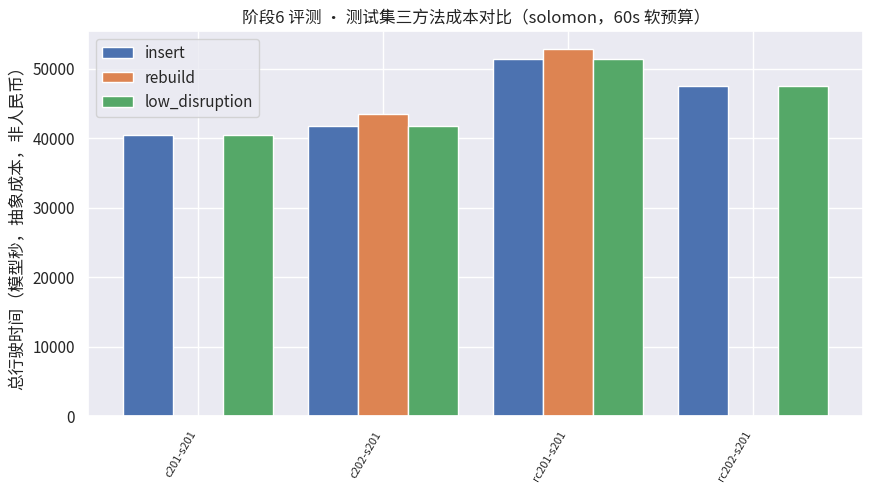 阶段6 评测 · 测试集三方法成本对比（solomon，60s 软预算）
总行驶时间（模型秒，抽象成本，非人民币）
insert
rebuild
low_disruption
50000
40000
30000
20000
10000
0
c201-s201
c202-s201
rc201-s201
rc202-s201